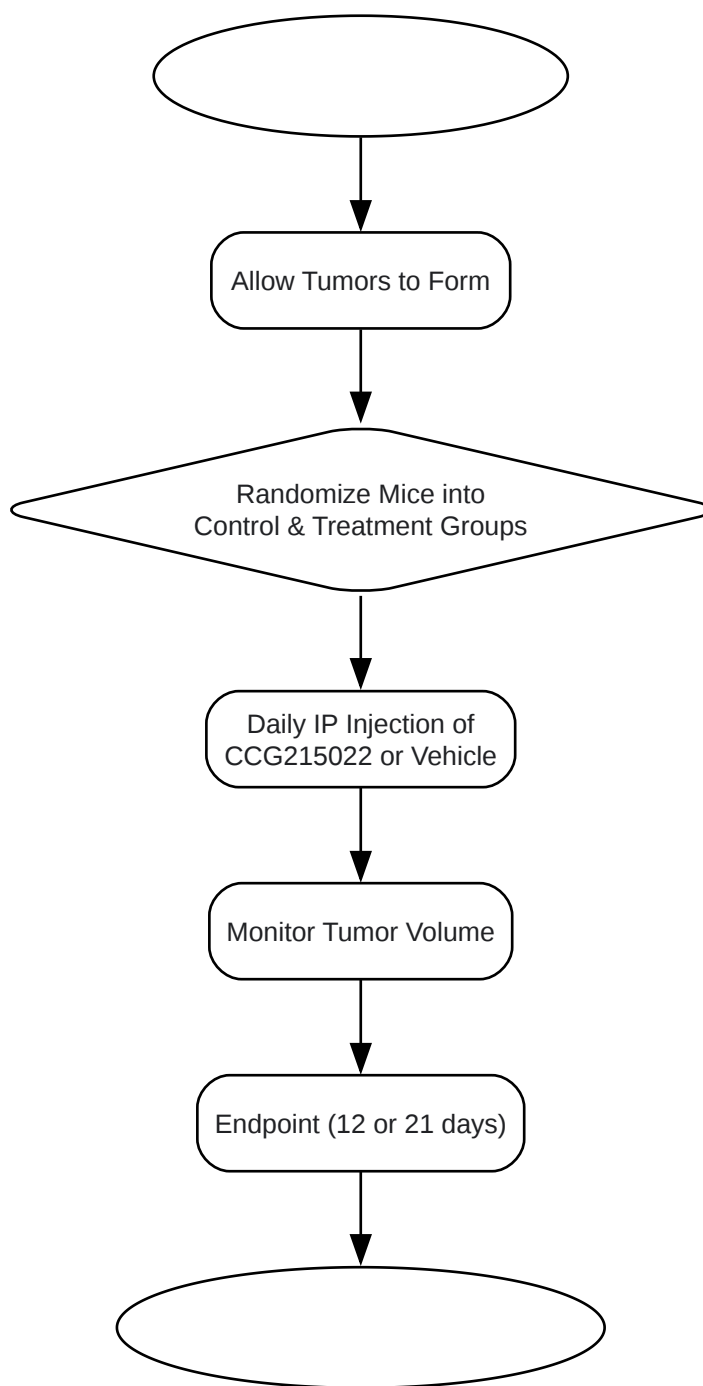 Allow Tumors to Form
Randomize Mice into
Control & Treatment Groups
Daily IP Injection of
CCG215022 or Vehicle
Monitor Tumor Volume
Endpoint (12 or 21 days)